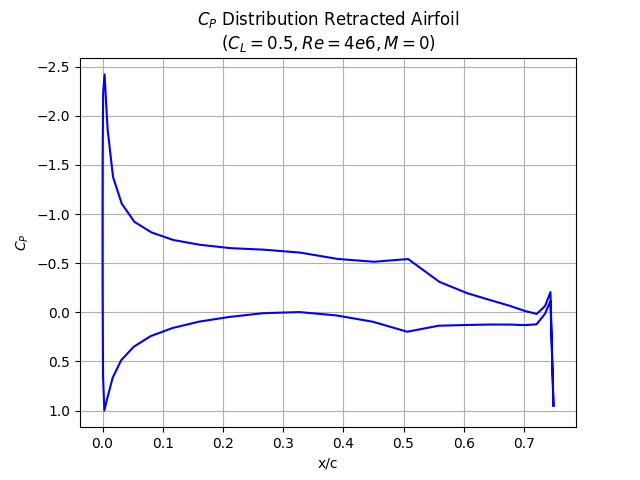 C_P Distribution Retracted Airfoil
(C_L = 0.5, Re = 4e6, M = 0)
−2.5
−2.0
−1.5
−1.0
−0.5
0.0
0.5
1.0
C_P
0.0 0.1 0.2 0.3 0.4 0.5 0.6 0.7
x/c